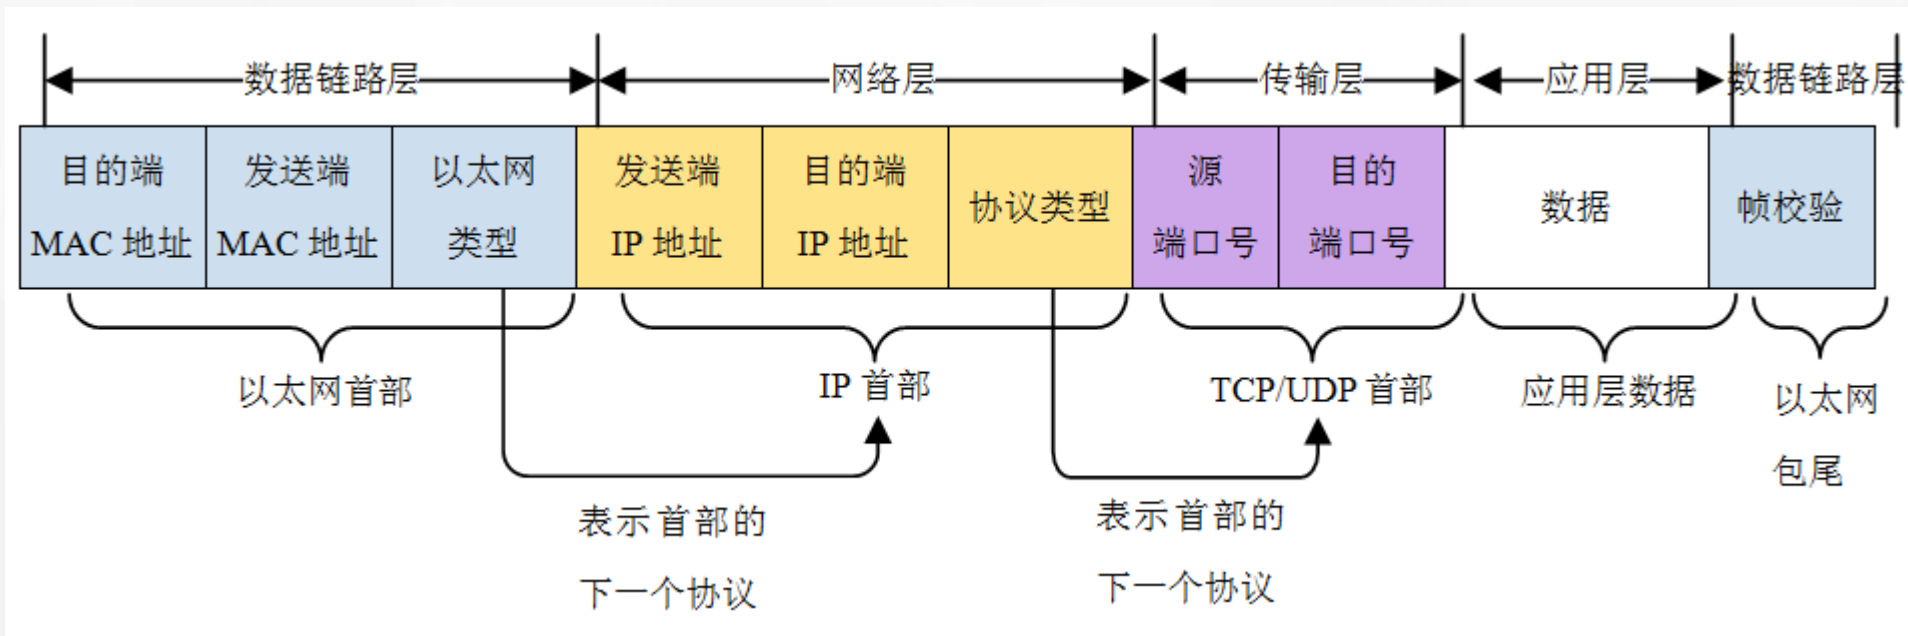 数据链路层
网络层
传输层
应用层
数据链路层
目的端
MAC 地址
发送端
MAC 地址
以太网
类型
发送端
IP 地址
目的端
IP 地址
协议类型
源
端口号
目的
端口号
数据
帧校验
以太网首部
IP 首部
TCP/UDP 首部
应用层数据
以太网
包尾
表示首部的
下一个协议
表示首部的
下一个协议